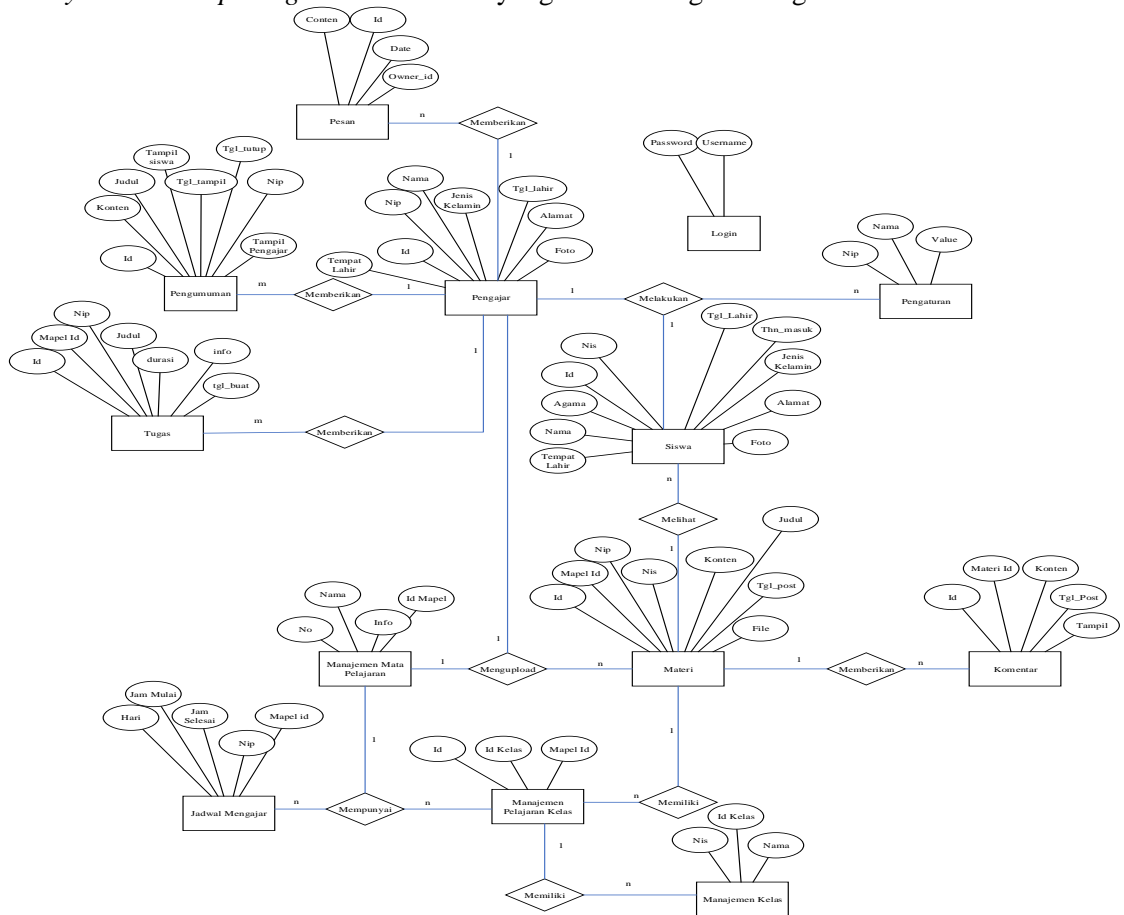 Conten
Id
Date
Owner_id
Pesan
n
Memberikan
1
Password
Username
Login
Tampil
siswa
Tgl_tutup
Judul
Tgl_tampil
Nip
Konten
Id
Tampil
Pengajar
Pengumuman
m
Memberikan
1
Nama
Nip
Jenis
Kelamin
Tgl_lahir
Alamat
Id
Foto
Tempat
Lahir
Pengajar
1
Melakukan
n
1
Nama
Nip
Value
Pengaturan
Nip
Mapel Id
Judul
Id
durasi
info
tgl_buat
Tugas
m
Memberikan
1
Tgl_Lahir
Thn_masuk
Nis
Jenis
Kelamin
Id
Agama
Alamat
Nama
Foto
Tempat
Lahir
Siswa
n
Melihat
1
Judul
Nip
Konten
Mapel Id
Nis
Tgl_post
Id
File
Materi
1
Memberikan
n
Materi Id
Konten
Id
Tgl_Post
Tampil
Komentar
Nama
Id Mapel
No
Info
Manajemen Mata
Pelajaran
1
1
Mengupload
n
1
Jam Mulai
Hari
Jam
Selesai
Mapel id
Nip
Jadwal Mengajar
n
Mempunyai
n
Id
Id Kelas
Mapel Id
Manajemen
Pelajaran Kelas
n
Memiliki
1
1
Memiliki
n
Id Kelas
Nis
Nama
Manajemen Kelas